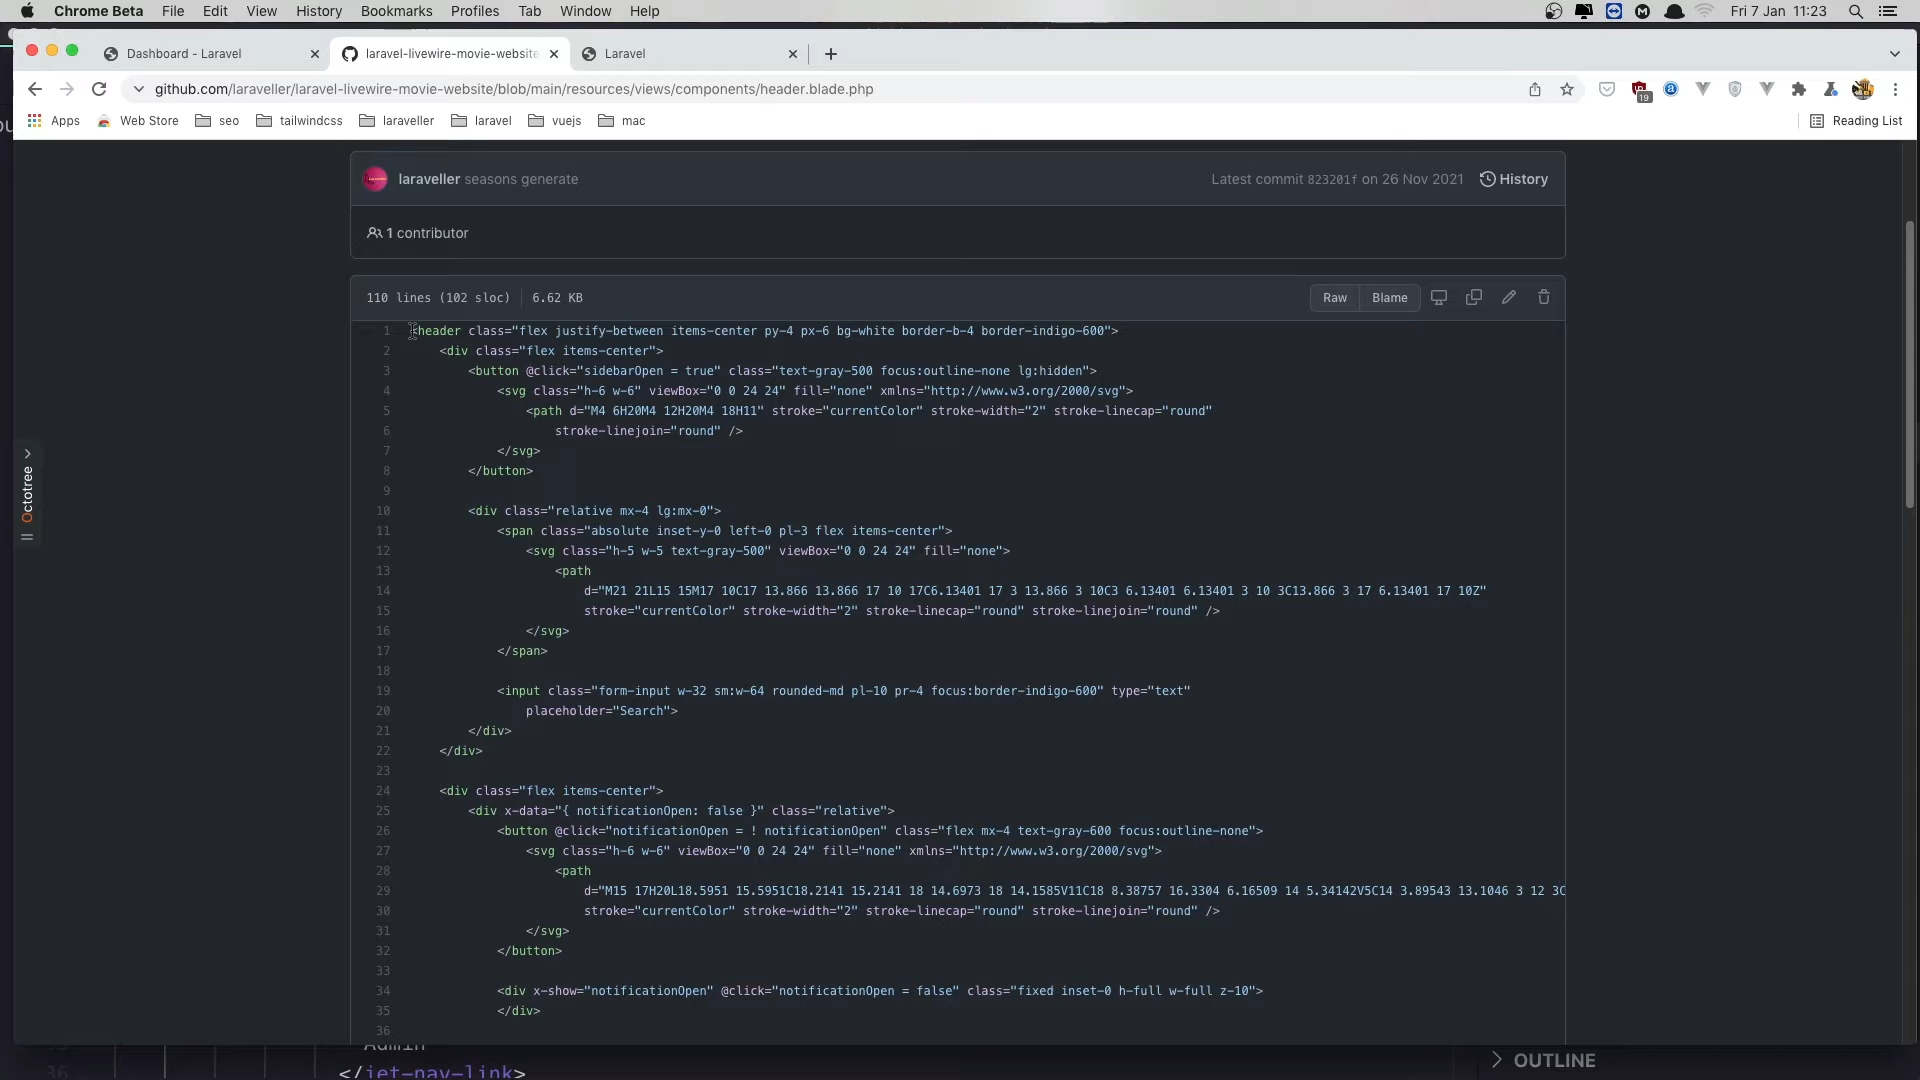 Chrome Beta File Edit View History Bookmarks Profiles Tab Window Help Fri 7 Jan 11:23
Dashboard - Laravel laravel-livewire-movie-website Laravel
github.com/laraveller/laravel-livewire-movie-website/blob/main/resources/views/components/header.blade.php 19
Apps Web Store seo tailwindcss laraveller laravel vuejs mac Reading List
laraveller seasons generate Latest commit 823201f on 26 Nov 2021 History
1 contributor
110 lines (102 sloc) 6.62 KB Raw Blame
1 <header class="flex justify-between items-center py-4 px-6 bg-white border-b-4 border-indigo-600">
2 <div class="flex items-center">
3 <button @click="sidebarOpen = true" class="text-gray-500 focus:outline-none lg:hidden">
4 <svg class="h-6 w-6" viewBox="0 0 24 24" fill="none" xmlns="http://www.w3.org/2000/svg">
5 <path d="M4 6H20M4 12H20M4 18H11" stroke="currentColor" stroke-width="2" stroke-linecap="round"
6 stroke-linejoin="round" />
7 </svg>
8 </button>
9
10 <div class="relative mx-4 lg:mx-0">
11 <span class="absolute inset-y-0 left-0 pl-3 flex items-center">
12 <svg class="h-5 w-5 text-gray-500" viewBox="0 0 24 24" fill="none">
13 <path
14 d="M21 21L15 15M17 10C17 13.866 13.866 17 10 17C6.13401 17 3 13.866 3 10C3 6.13401 6.13401 3 10 3C13.866 3 17 6.13401 17 10Z"
15 stroke="currentColor" stroke-width="2" stroke-linecap="round" stroke-linejoin="round" />
16 </svg>
17 </span>
18
19 <input class="form-input w-32 sm:w-64 rounded-md pl-10 pr-4 focus:border-indigo-600" type="text"
20 placeholder="Search">
21 </div>
22 </div>
23
24 <div class="flex items-center">
25 <div x-data="{ notificationOpen: false }" class="relative">
26 <button @click="notificationOpen = ! notificationOpen" class="flex mx-4 text-gray-600 focus:outline-none">
27 <svg class="h-6 w-6" viewBox="0 0 24 24" fill="none" xmlns="http://www.w3.org/2000/svg">
28 <path
29 d="M15 17H20L18.5951 15.5951C18.2141 15.2141 18 14.6973 18 14.1585V11C18 8.38757 16.3304 6.16509 14 5.34142V5C14 3.89543 13.1046 3 12 3C
30 stroke="currentColor" stroke-width="2" stroke-linecap="round" stroke-linejoin="round" />
31 </svg>
32 </button>
33
34 <div x-show="notificationOpen" @click="notificationOpen = false" class="fixed inset-0 h-full w-full z-10">
35 </div>
36
Octotree
Admin
36 </jet-nav-link>
OUTLINE